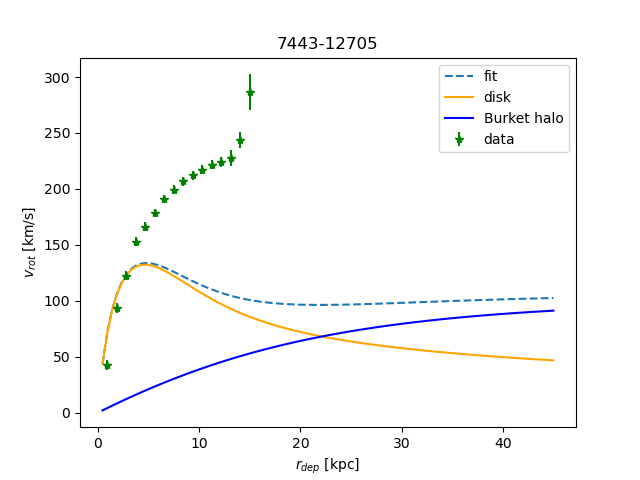 7443-12705
300
250
200
150
100
50
0
v_rot [km/s]
fit
disk
Burket halo
data
0 10 20 30 40
r_dep [kpc]